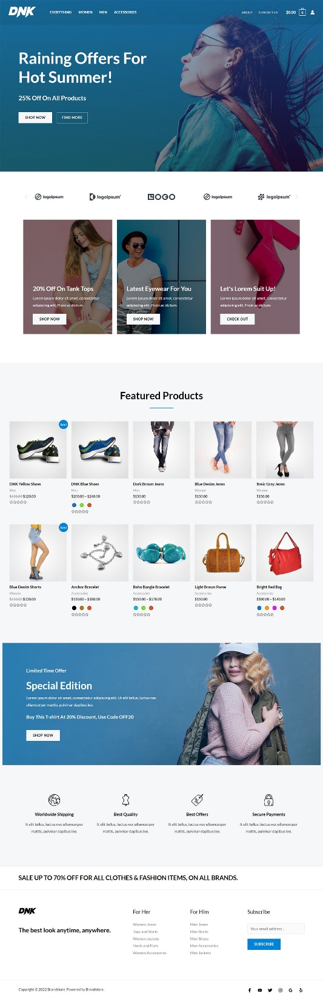 DNK
EVERYTHING WOMEN MEN ACCESSORIES
ABOUT CONTACT US $0.00 0
Raining Offers For
Hot Summer!
25% Off On All Products
SHOP NOW FIND MORE
logoipsum logoipsum LOGO logoipsum logoipsum
20% Off On Tank Tops
Lorem ipsum dolor sit amet, consectetur
adipiscing elit. Proin ac dictum.
SHOP NOW
Latest Eyewear For You
Lorem ipsum dolor sit amet, consectetur
adipiscing elit. Proin ac dictum.
SHOP NOW
Let's Lorem Suit Up!
Lorem ipsum dolor sit amet, consectetur
adipiscing elit. Proin ac dictum.
CHECK OUT
Featured Products
Sale!
DNK Yellow Shoes
Men
$150.00 $120.00
DNK Blue Shoes
Men
$200.00 – $240.00
Dark Brown Jeans
Men
$150.00
Blue Denim Jeans
Women
$150.00
Basic Gray Jeans
Women
$150.00
Sale!
Blue Denim Shorts
Women
$150.00 $130.00
Anchor Bracelet
Accessories
$150.00 – $180.00
Boho Bangle Bracelet
Accessories
$150.00 – $170.00
Light Brown Purse
Accessories
$150.00
Bright Red Bag
Accessories
$100.00 – $140.00
Limited Time Offer
Special Edition
Lorem ipsum dolor sit amet, consectetur adipiscing elit. Ut elit tellus, luctus nec
ullamcorper mattis, pulvinar dapibus leo.
Buy This T-shirt At 20% Discount, Use Code OFF20
SHOP NOW
Worldwide Shipping
It elit tellus, luctus nec ullamcorper
mattis, pulvinar dapibus leo.
Best Quality
It elit tellus, luctus nec ullamcorper
mattis, pulvinar dapibus leo.
Best Offers
It elit tellus, luctus nec ullamcorper
mattis, pulvinar dapibus leo.
Secure Payments
It elit tellus, luctus nec ullamcorper
mattis, pulvinar dapibus leo.
SALE UP TO 70% OFF FOR ALL CLOTHES & FASHION ITEMS, ON ALL BRANDS.
DNK
The best look anytime, anywhere.
For Her
Women Jeans
Tops and Shirts
Women Jackets
Heels and Flats
Women Accessories
For Him
Men Jeans
Men Shirts
Men Shoes
Men Accessories
Men Jackets
Subscribe
Your email address..
SUBSCRIBE
Copyright © 2022 Brandstore. Powered by Brandstore.